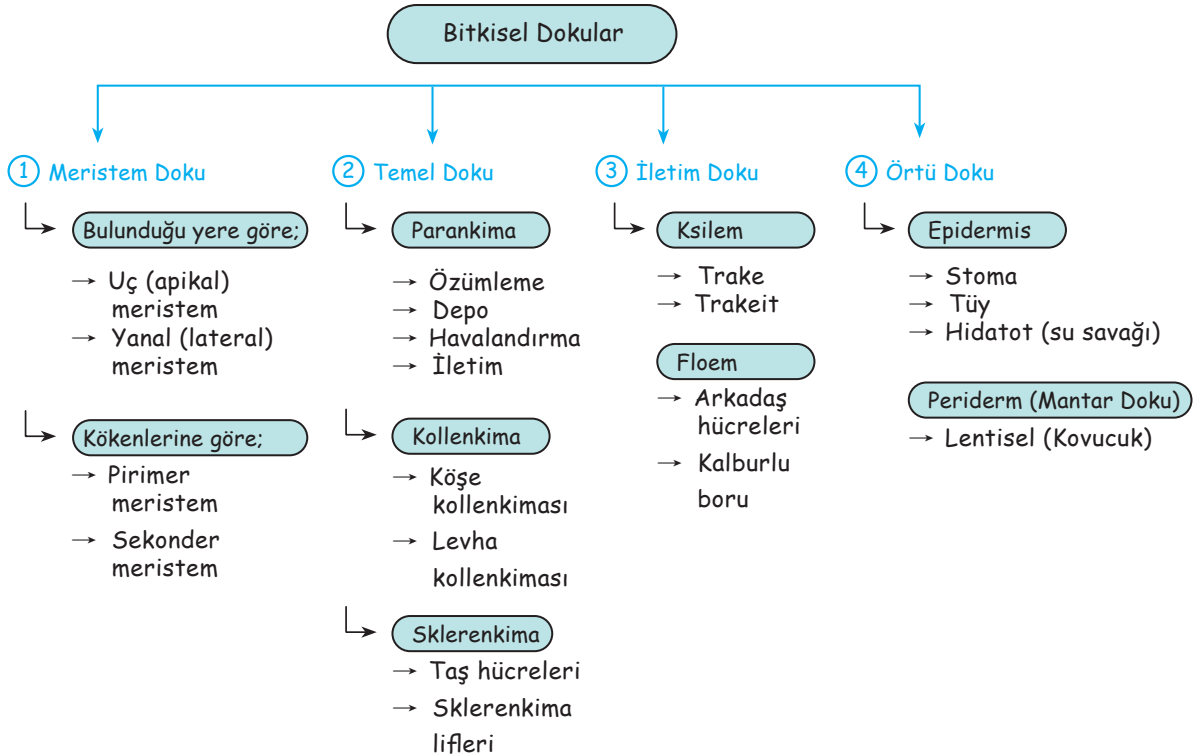 Bitkisel Dokular
1 Meristem Doku
Bulunduğu yere göre;
→ Uç (apikal)
meristem
→ Yanal (lateral)
meristem
Kökenlerine göre;
→ Pirimer
meristem
→ Sekonder
meristem
2 Temel Doku
Parankima
→ Özümleme
→ Depo
→ Havalandırma
→ İletim
Kollenkima
→ Köşe
kollenkiması
→ Levha
kollenkiması
Sklerenkima
→ Taş hücreleri
→ Sklerenkima
lifleri
3 İletim Doku
Ksilem
→ Trake
→ Trakeit
Floem
→ Arkadaş
hücreleri
→ Kalburlu
boru
4 Örtü Doku
Epidermis
→ Stoma
→ Tüy
→ Hidatot (su savağı)
Periderm (Mantar Doku)
→ Lentisel (Kovucuk)